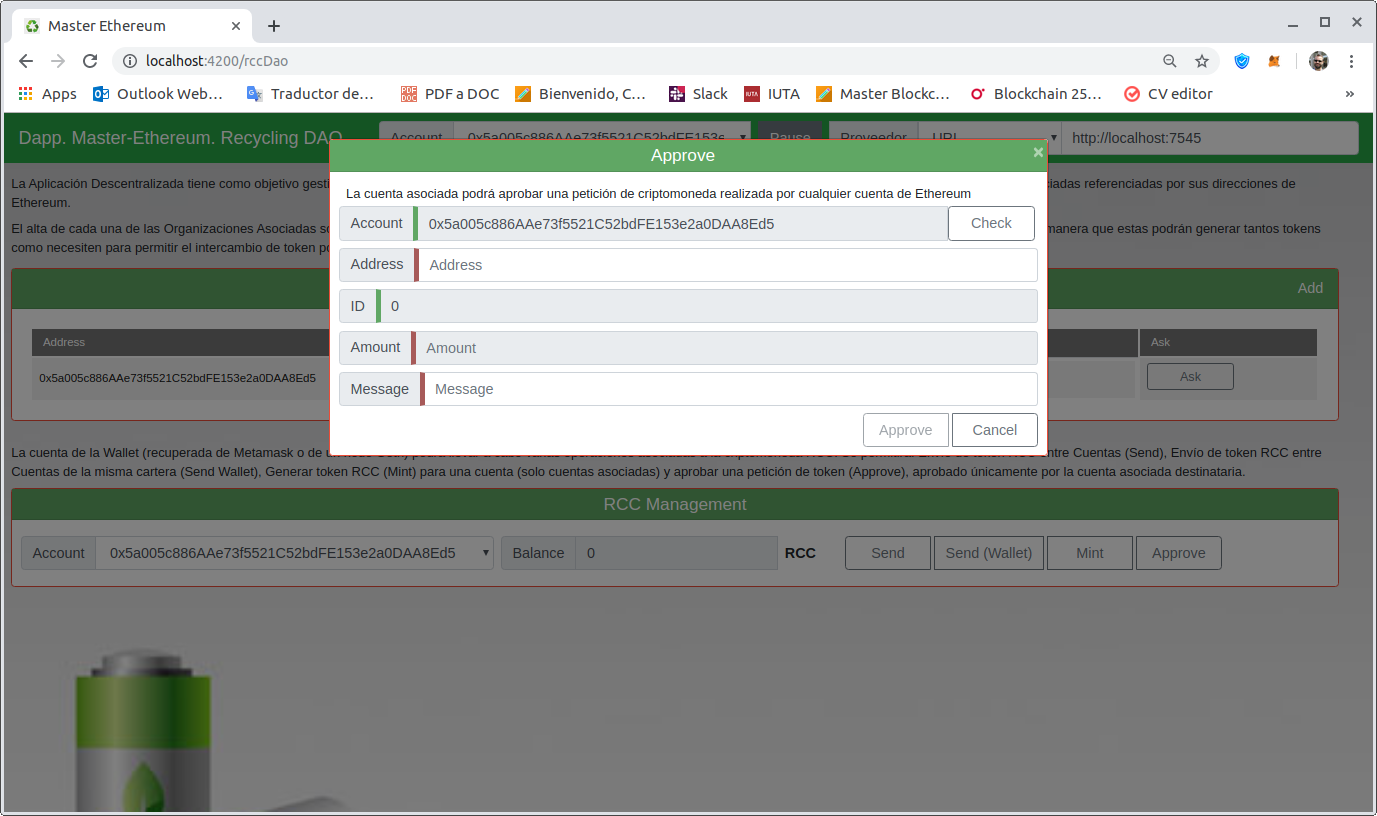 Master Ethereum
localhost:4200/rccDao
Apps Outlook Web... Traductor de... PDF a DOC Bienvenido, C... Slack IUTA Master Blockc... Blockchain 25... CV editor »
Dapp. Master-Ethereum. Recycling DAO Account 0x5a005c886AAe73f5521C52bdFE153e Pause Proveedor URL http://localhost:7545
Approve ×
La Aplicación Descentralizada tiene como objetivo gesti
iadas referenciadas por sus direcciones de
Ethereum.
La cuenta asociada podrá aprobar una petición de criptomoneda realizada por cualquier cuenta de Ethereum
Account 0x5a005c886AAe73f5521C52bdFE153e2a0DAA8Ed5 Check
El alta de cada una de las Organizaciones Asociadas so
manera que estas podrán generar tantos tokens
como necesiten para permitir el intercambio de token po
Address Address
ID 0
Amount Amount
Message Message
Approve Cancel
Add
Address Ask
0x5a005c886AAe73f5521C52bdFE153e2a0DAA8Ed5 Ask
La cuenta de la Wallet (recuperada de Metamask o de u entre Cuentas (Send), Envío de token RCC entre
Cuentas de la misma cartera (Send Wallet), Generar token RCC (Mint) para una cuenta (solo cuentas asociadas) y aprobar una petición de token (Approve), aprobado únicamente por la cuenta asociada destinataria.
RCC Management
Account 0x5a005c886AAe73f5521C52bdFE153e2a0DAA8Ed5 Balance 0 RCC Send Send (Wallet) Mint Approve